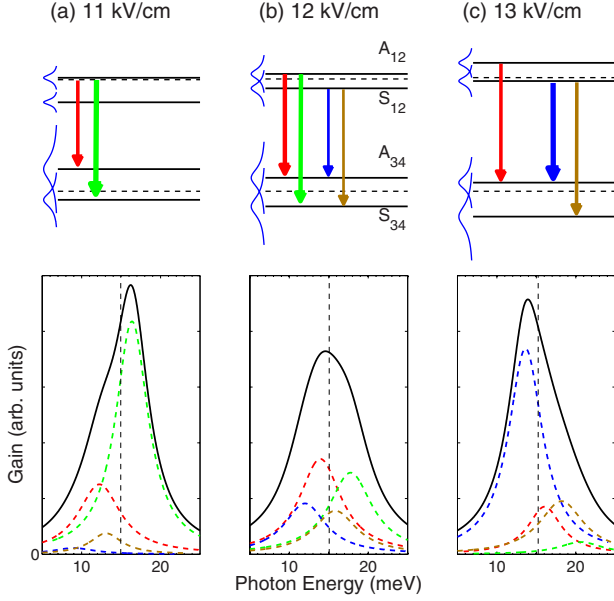 (a) 11 kV/cm
(b) 12 kV/cm
(c) 13 kV/cm
A12
S12
A34
S34
Gain (arb. units)
0
10 20
10 20
10 20
Photon Energy (meV)